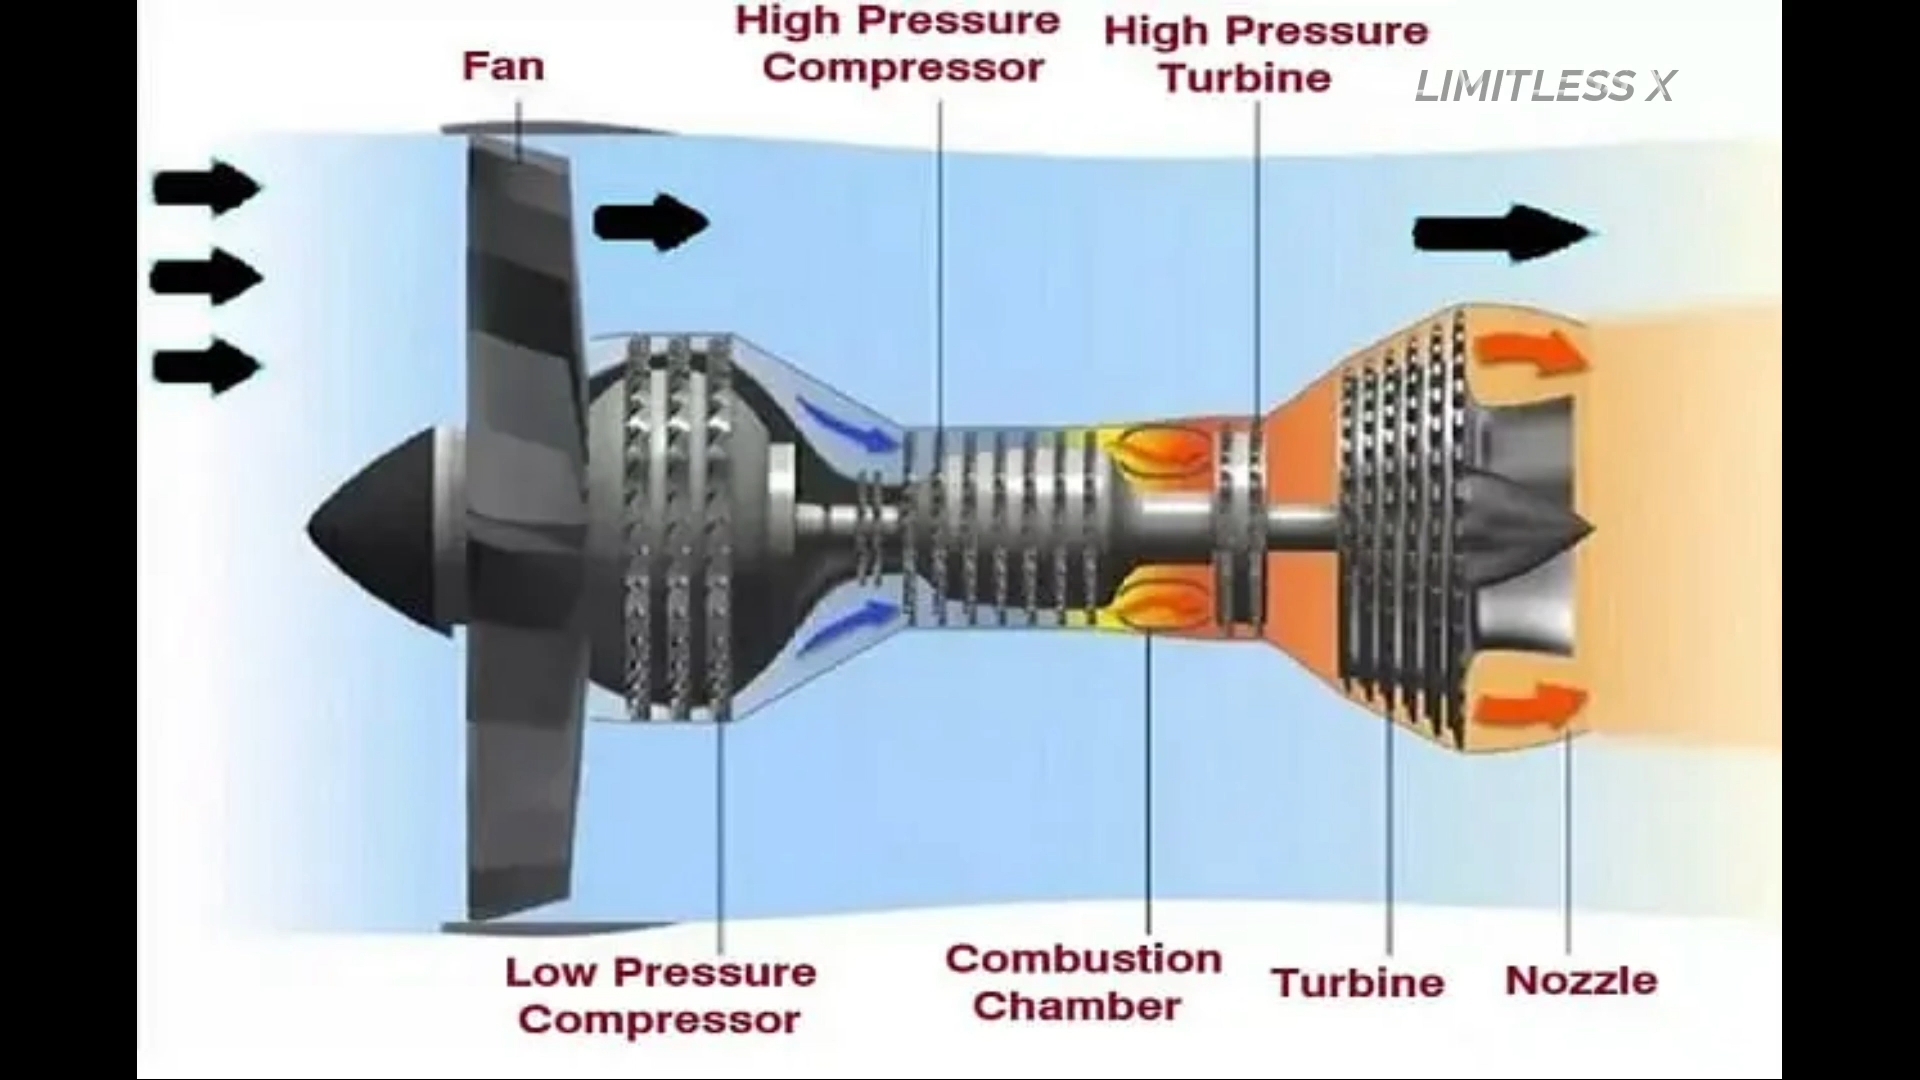 Fan
High Pressure
Compressor
High Pressure
Turbine
LIMITLESS X
Low Pressure
Compressor
Combustion
Chamber
Turbine
Nozzle